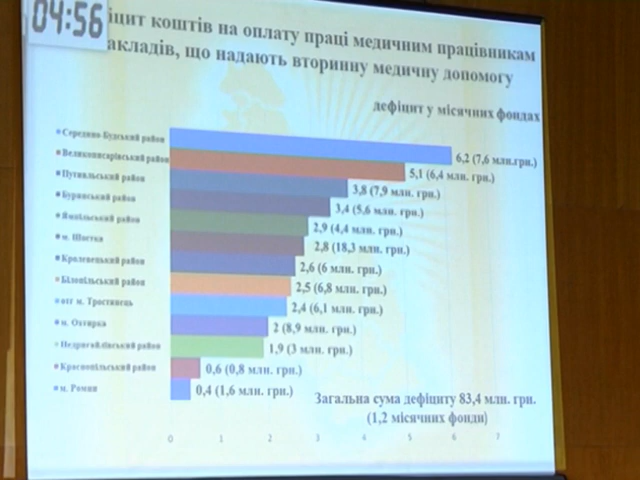 04:56
іцит коштів на оплату праці медичним працівникам
акладів, що надають вторинну медичну допомогу
дефіцит у місячних фондах
Середино-Будський район
6,2 (7,6 млн.грн.)
Великописарівський район
5,1 (6,4 млн. грн.)
Путивльський район
3,8 (7,9 млн. грн.)
Буринський район
3,4 (5,6 млн. грн.)
Ямпільський район
2,9 (4,4 млн. грн.)
м. Шостка
2,8 (18,3 млн. грн.)
Кролевецький район
2,6 (6 млн. грн.)
Білопільський район
2,5 (6,8 млн. грн.)
отг м. Тростянець
2,4 (6,1 млн. грн.)
м. Охтирка
2 (8,9 млн. грн.)
Недригайлівський район
1,9 (3 млн. грн.)
Краснопільський район
0,6 (0,8 млн. грн.)
м. Ромни
0,4 (1,6 млн. грн.)
Загальна сума дефіциту 83,4 млн. грн.
(1,2 місячних фонди)
0 1 2 3 4 5 6 7